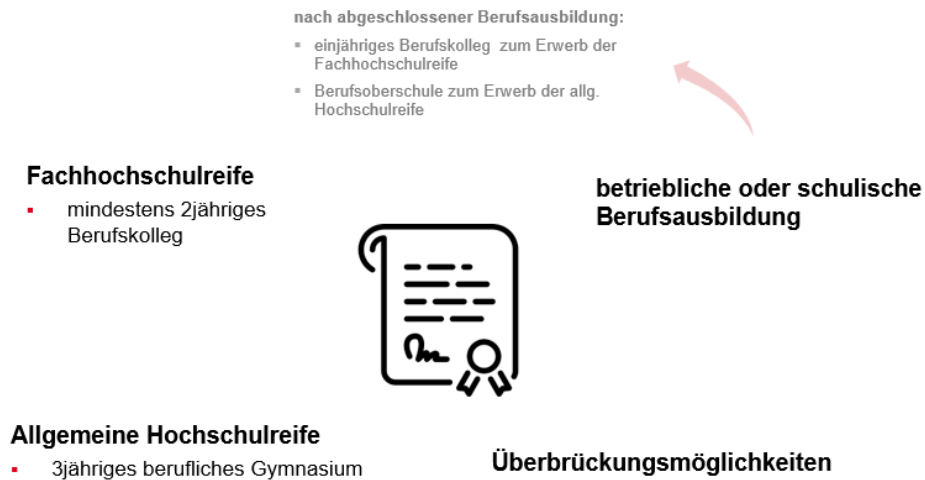 nach abgeschlossener Berufsausbildung:
▪ einjähriges Berufskolleg zum Erwerb der
Fachhochschulreife
▪ Berufsoberschule zum Erwerb der allg.
Hochschulreife
Fachhochschulreife
▪ mindestens 2jähriges
Berufskolleg
betriebliche oder schulische
Berufsausbildung
Allgemeine Hochschulreife
▪ 3jähriges berufliches Gymnasium
Überbrückungsmöglichkeiten